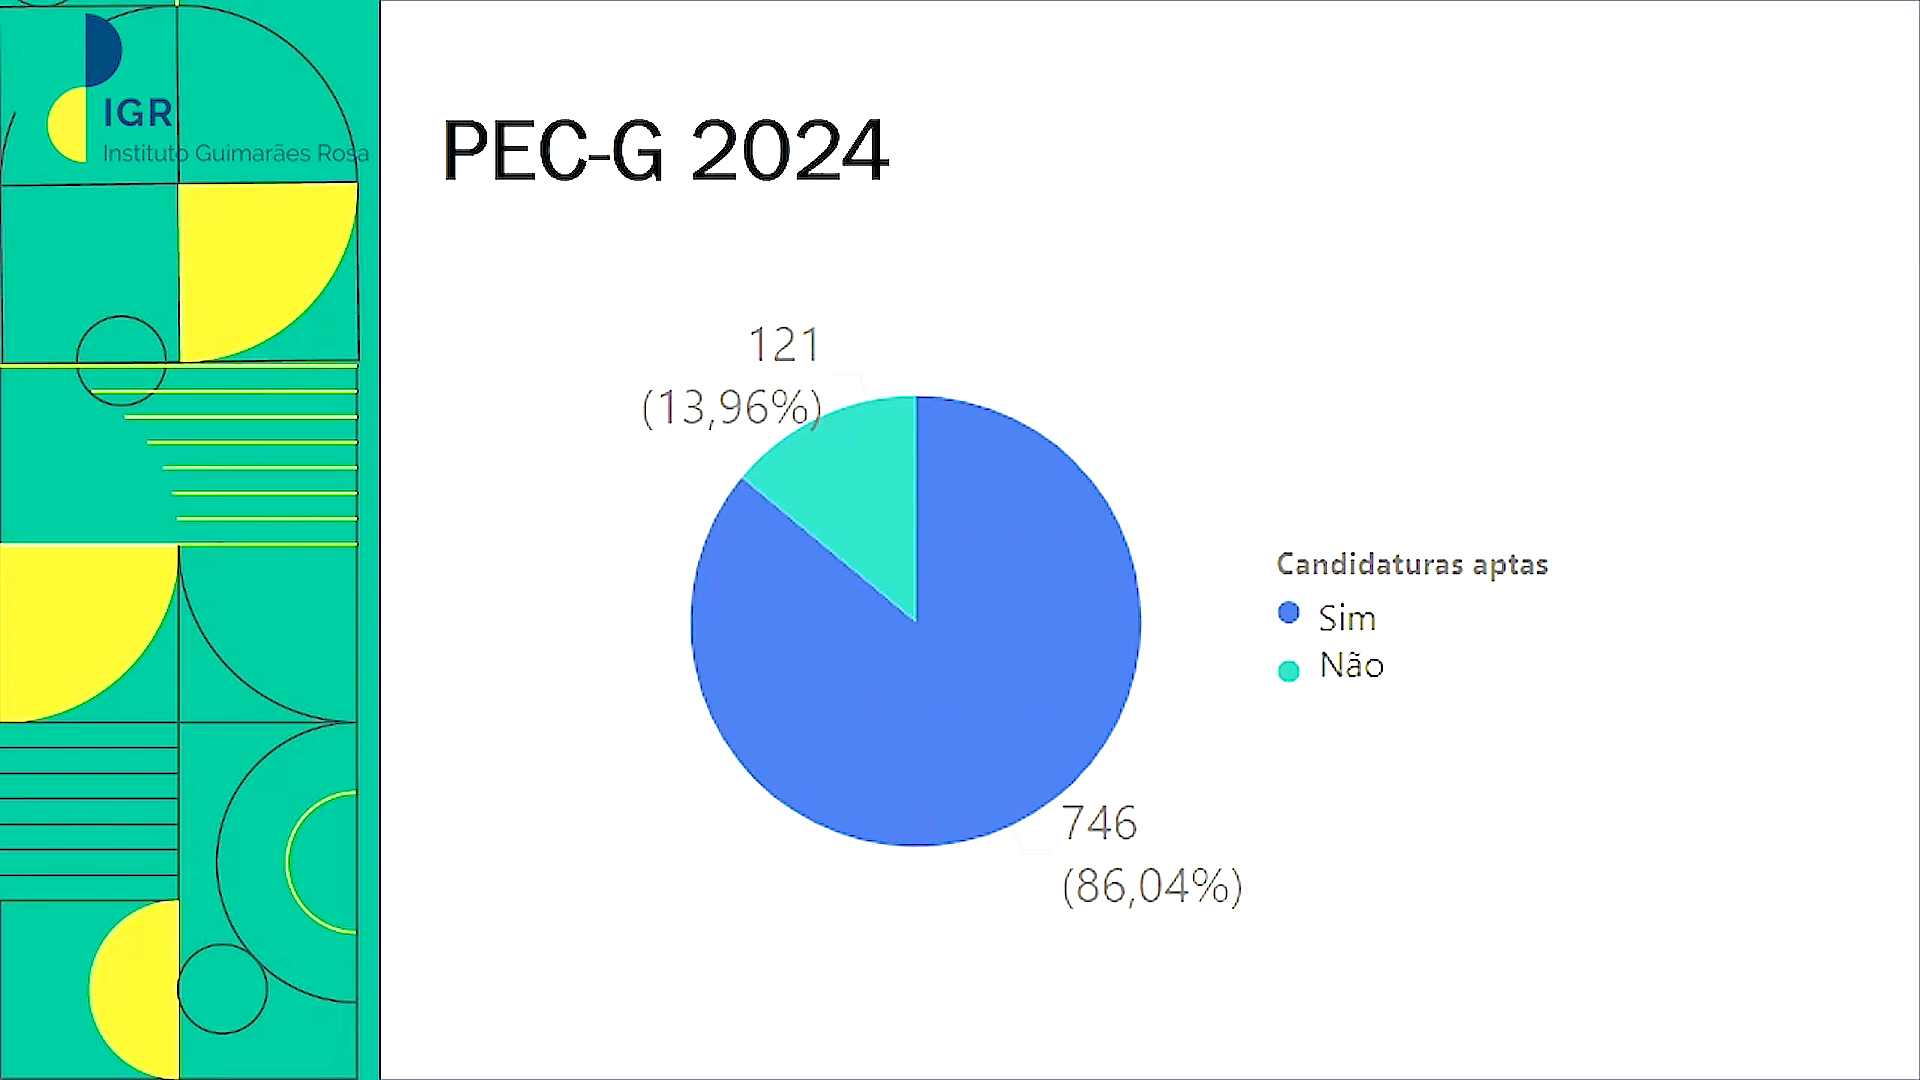 IGR
Instituto Guimarães Rosa
PEC-G 2024
121
(13,96%)
746
(86,04%)
Candidaturas aptas
Sim
Não